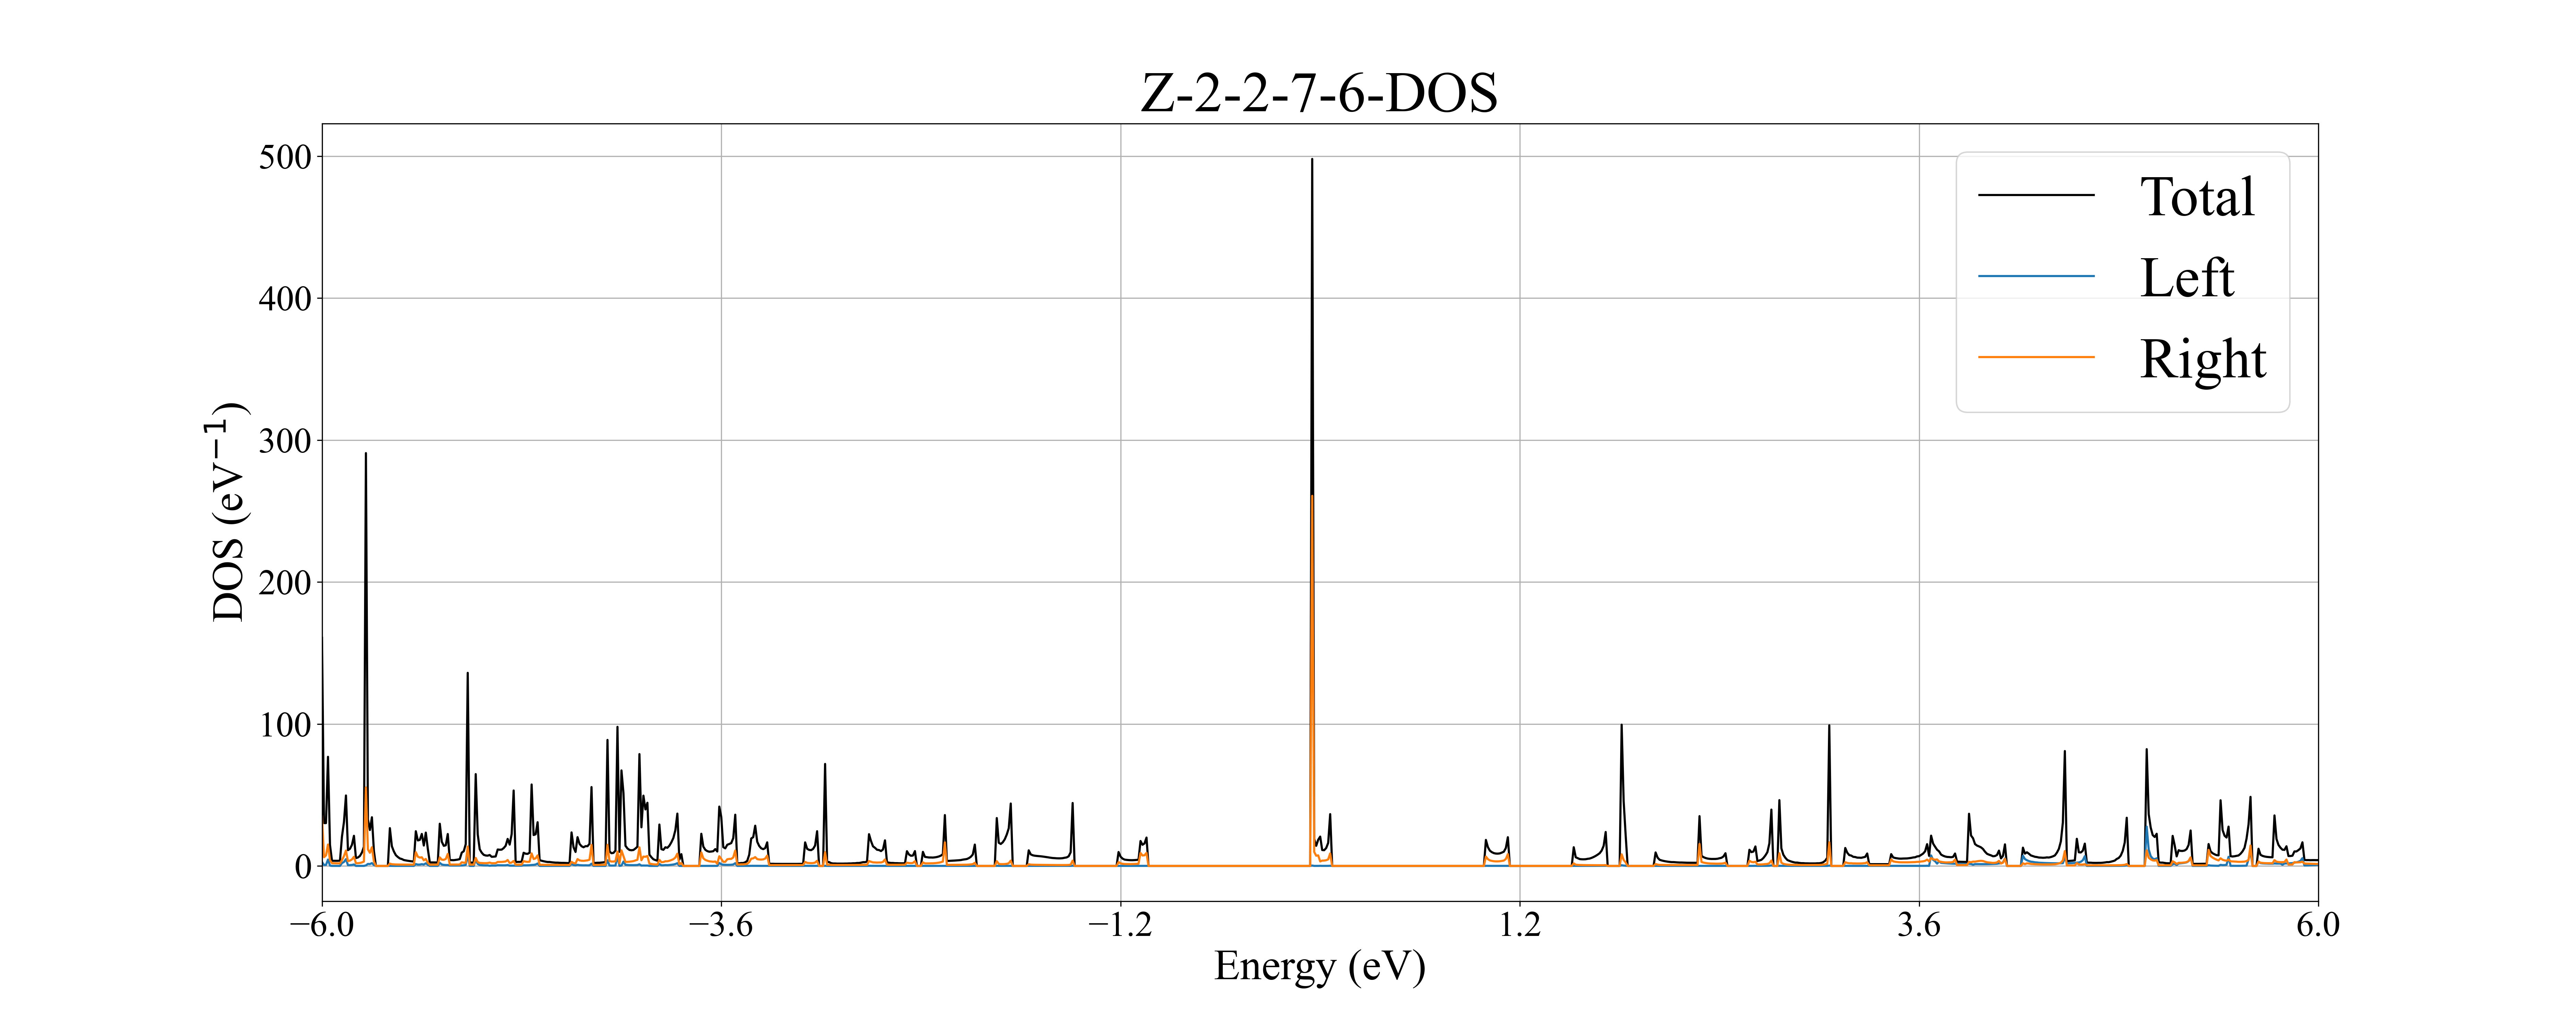 Z-2-2-7-6-DOS
500
400
300
200
100
0
DOS (eV⁻¹)
Total
Left
Right
−6.0 −3.6 −1.2 1.2 3.6 6.0
Energy (eV)